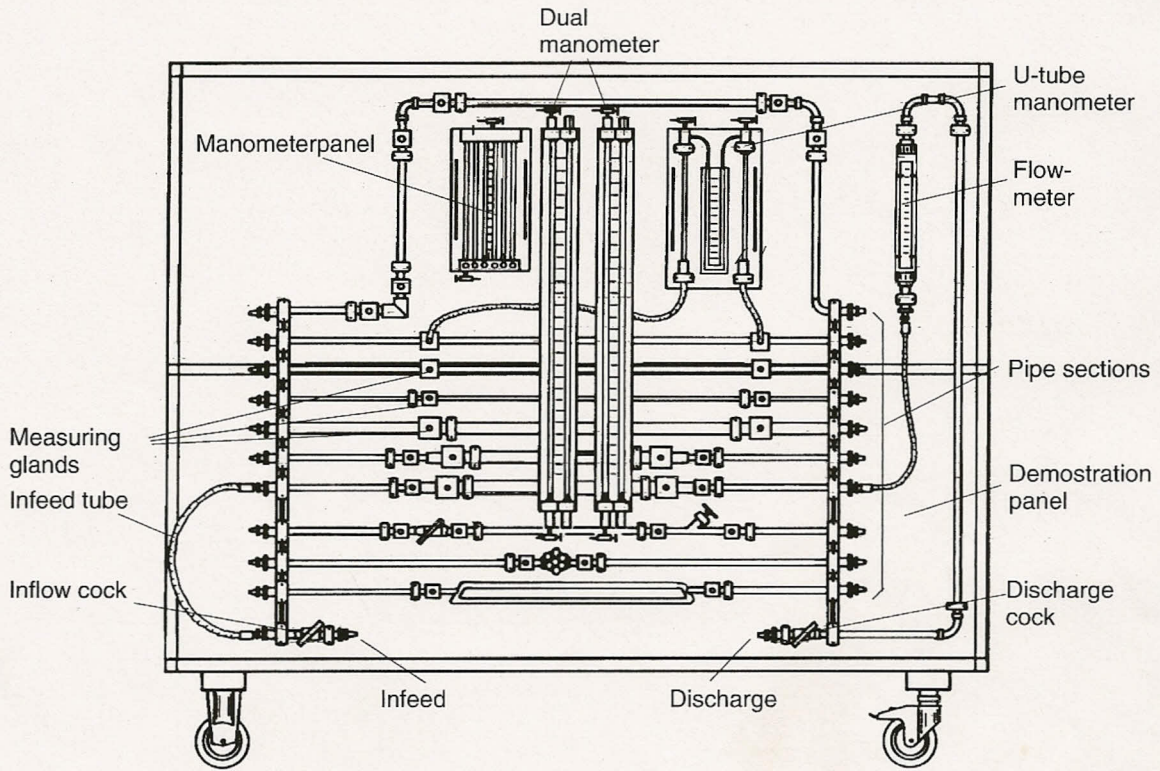 Dual
manometer
U-tube
manometer
Manometerpanel
Flow-
meter
Pipe sections
Measuring
glands
Infeed tube
Demostration
panel
Inflow cock
Discharge
cock
Infeed
Discharge